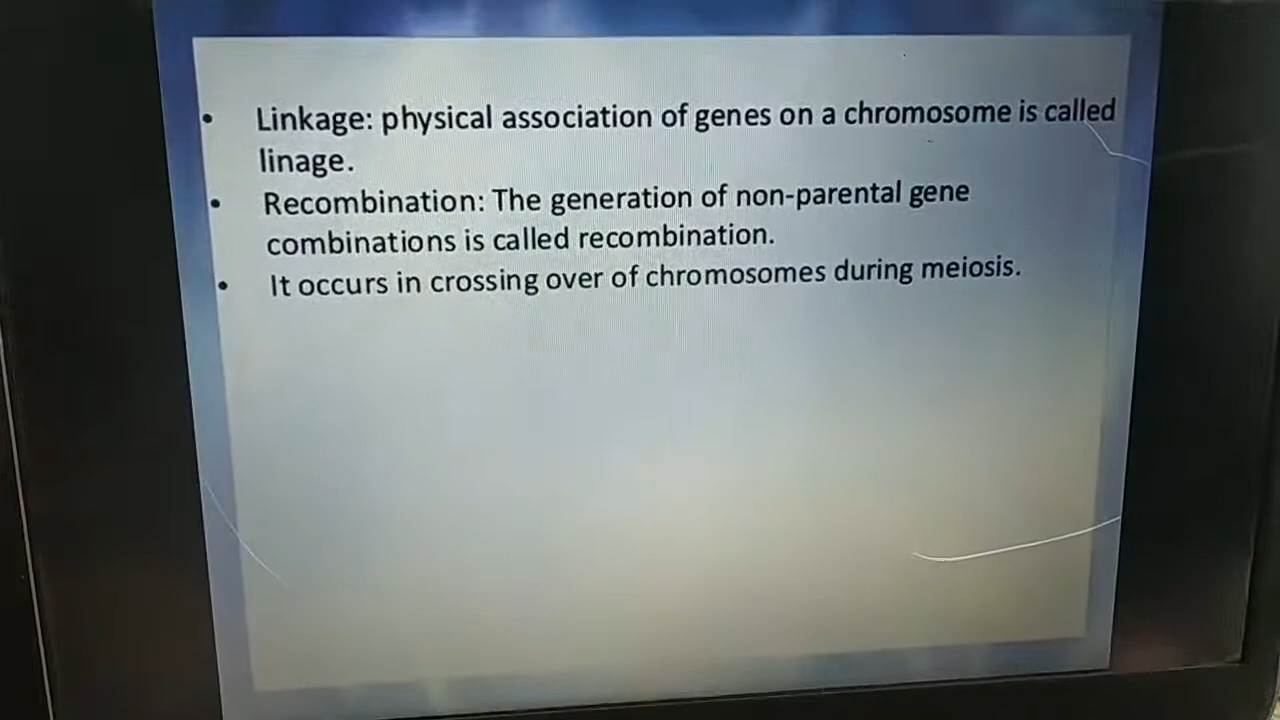 • Linkage: physical association of genes on a chromosome is called
linage.
• Recombination: The generation of non-parental gene
combinations is called recombination.
• It occurs in crossing over of chromosomes during meiosis.